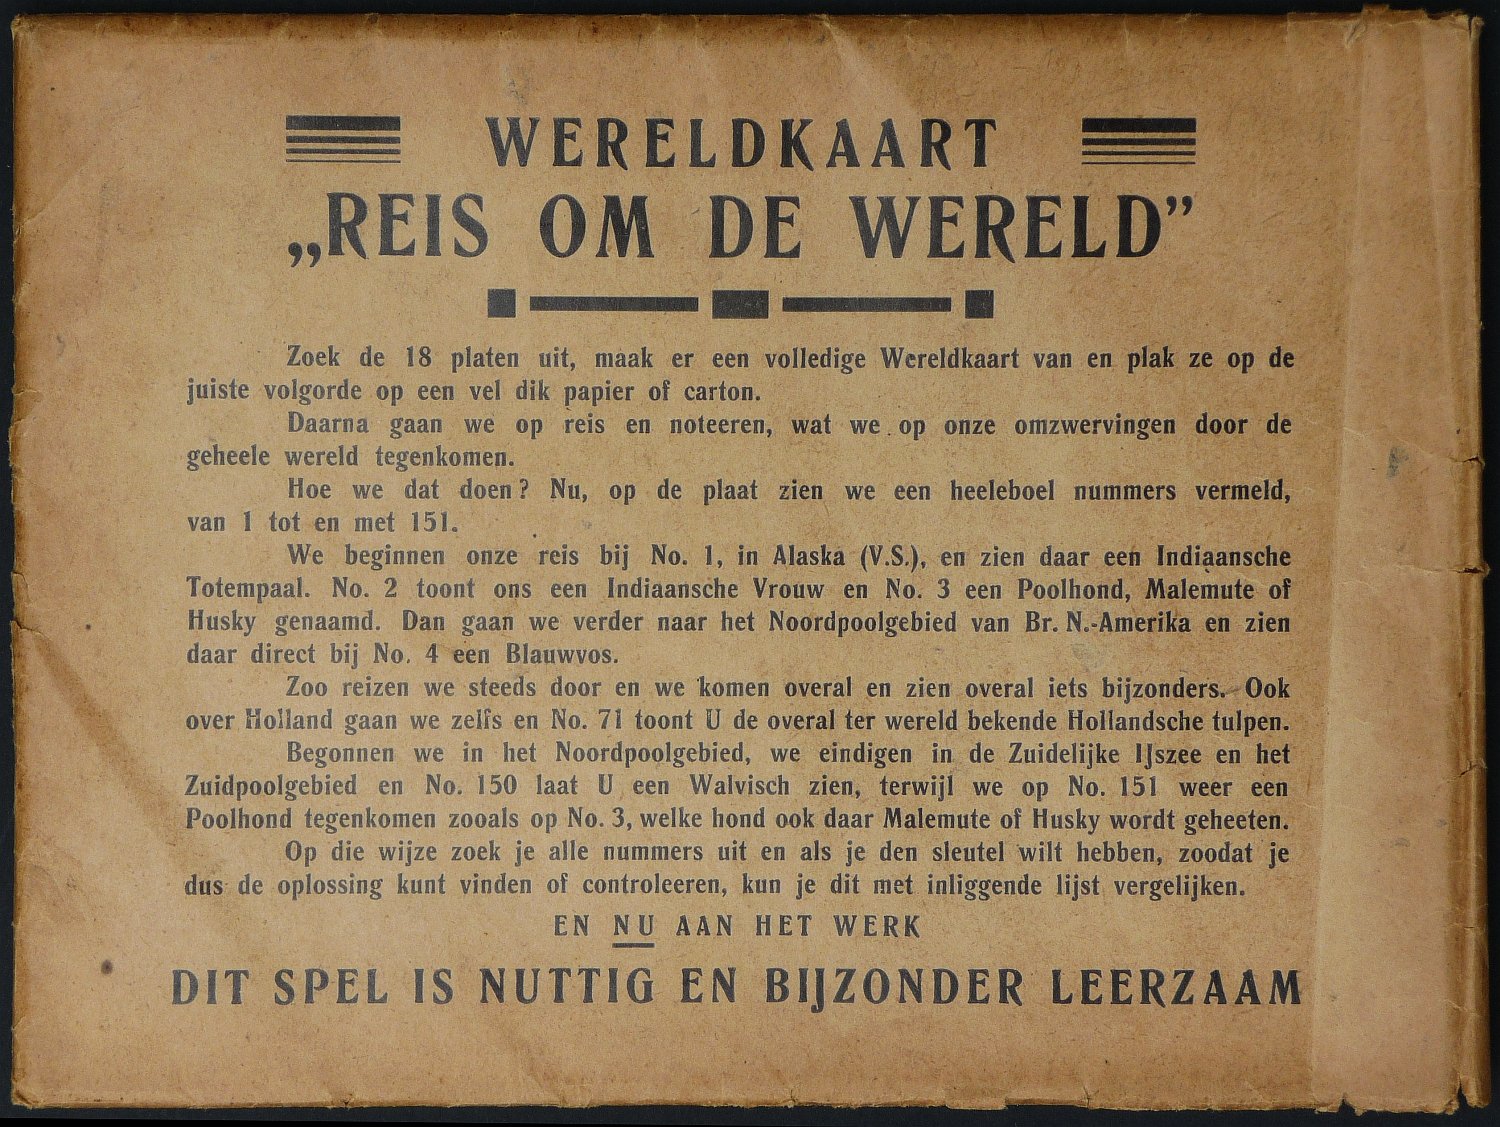 WERELDKAART
„REIS OM DE WERELD”
Zoek de 18 platen uit, maak er een volledige Wereldkaart van en plak ze op de
juiste volgorde op een vel dik papier of carton.
Daarna gaan we op reis en noteeren, wat we op onze omzwervingen door de
geheele wereld tegenkomen.
Hoe we dat doen? Nu, op de plaat zien we een heeleboel nummers vermeld,
van 1 tot en met 151.
We beginnen onze reis bij No. 1, in Alaska (V.S.), en zien daar een Indiaansche
Totempaal. No. 2 toont ons een Indiaansche Vrouw en No. 3 een Poolhond, Malemute of
Husky genaamd. Dan gaan we verder naar het Noordpoolgebied van Br. N.-Amerika en zien
daar direct bij No. 4 een Blauwvos.
Zoo reizen we steeds door en we komen overal en zien overal iets bijzonders. Ook
over Holland gaan we zelfs en No. 71 toont U de overal ter wereld bekende Hollandsche tulpen.
Begonnen we in het Noordpoolgebied, we eindigen in de Zuidelijke IJszee en het
Zuidpoolgebied en No. 150 laat U een Walvisch zien, terwijl we op No. 151 weer een
Poolhond tegenkomen zooals op No. 3, welke hond ook daar Malemute of Husky wordt geheeten.
Op die wijze zoek je alle nummers uit en als je den sleutel wilt hebben, zoodat je
dus de oplossing kunt vinden of controleeren, kun je dit met inliggende lijst vergelijken.
EN NU AAN HET WERK
DIT SPEL IS NUTTIG EN BIJZONDER LEERZAAM